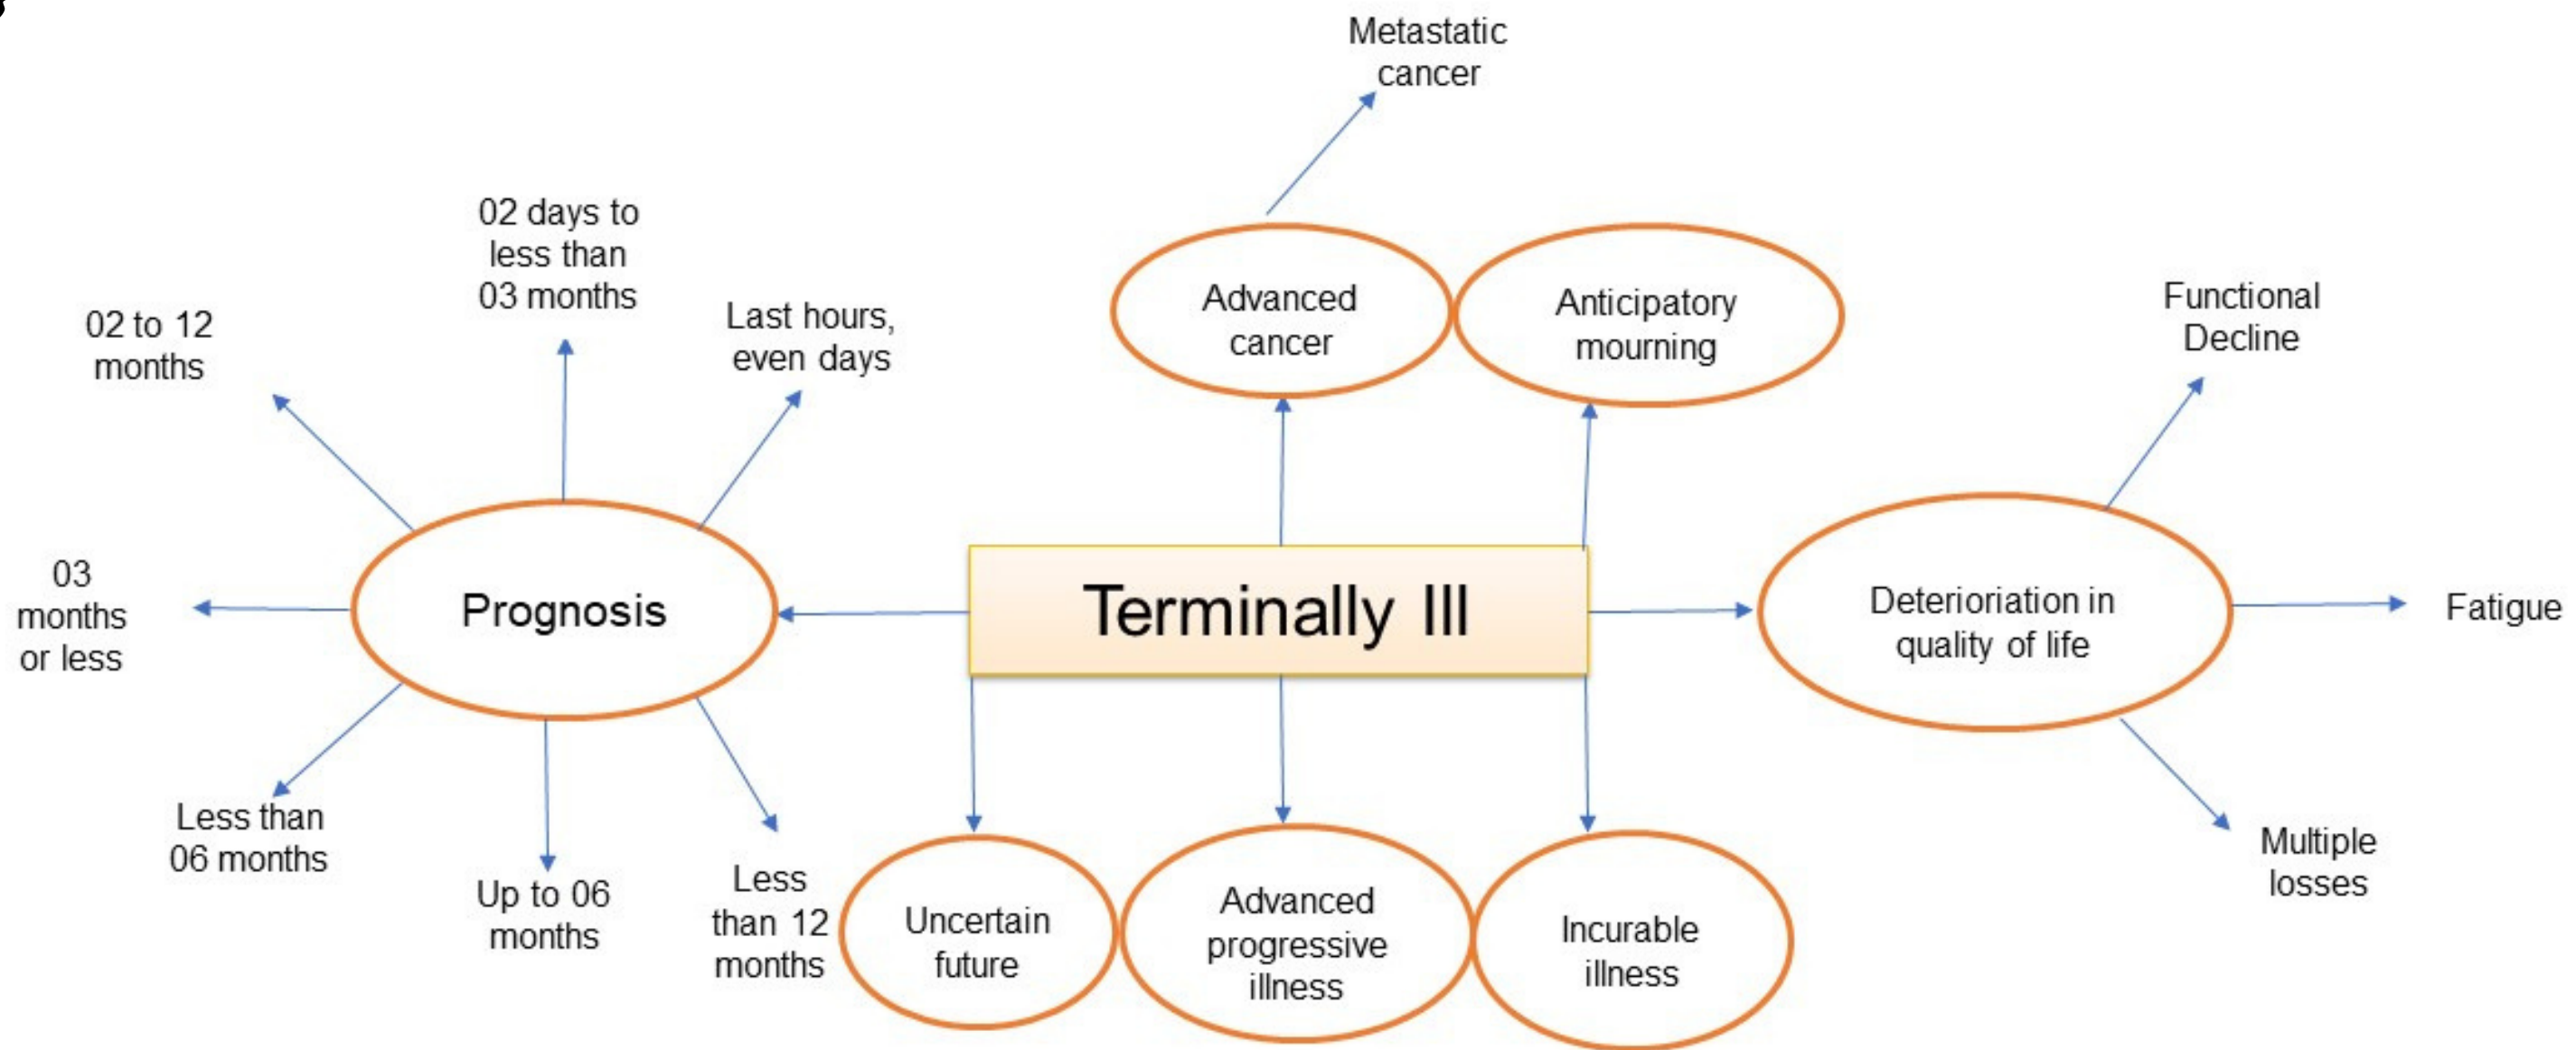 Metastatic
cancer
02 days to
less than
03 months
Last hours,
even days
02 to 12
months
Advanced
cancer
Anticipatory
mourning
Functional
Decline
03
months
or less
Prognosis
Terminally Ill
Deterioriation in
quality of life
Fatigue
Less than
06 months
Up to 06
months
Less
than 12
months
Uncertain
future
Advanced
progressive
illness
Incurable
illness
Multiple
losses